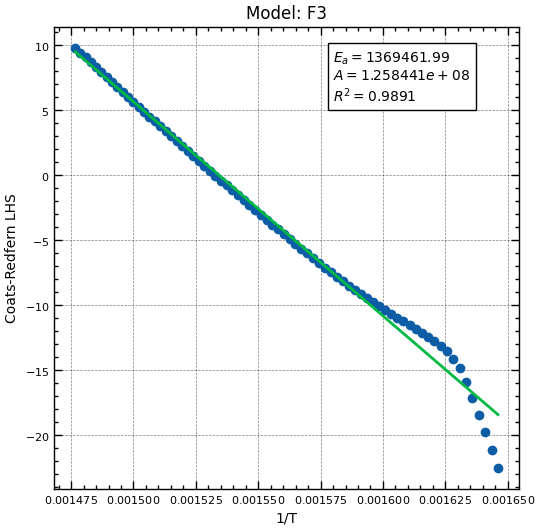 Model: F3
E_a = 1369461.99
A = 1.258441e + 08
R^2 = 0.9891
Coats-Redfern LHS
10
5
0
−5
−10
−15
−20
0.001475 0.001500 0.001525 0.001550 0.001575 0.001600 0.001625 0.001650
1/T